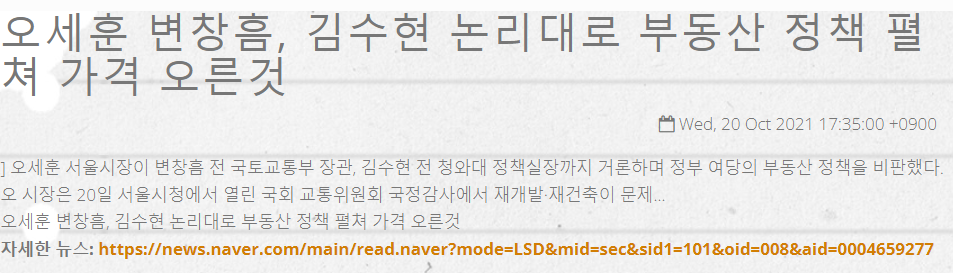 오세훈 변창흠, 김수현 논리대로 부동산 정책 펼
쳐 가격 오른것
Wed, 20 Oct 2021 17:35:00 +0900
] 오세훈 서울시장이 변창흠 전 국토교통부 장관, 김수현 전 청와대 정책실장까지 거론하며 정부 여당의 부동산 정책을 비판했다.
오 시장은 20일 서울시청에서 열린 국회 교통위원회 국정감사에서 재개발·재건축이 문제...
오세훈 변창흠, 김수현 논리대로 부동산 정책 펼쳐 가격 오른것
자세한 뉴스: https://news.naver.com/main/read.naver?mode=LSD&mid=sec&sid1=101&oid=008&aid=0004659277